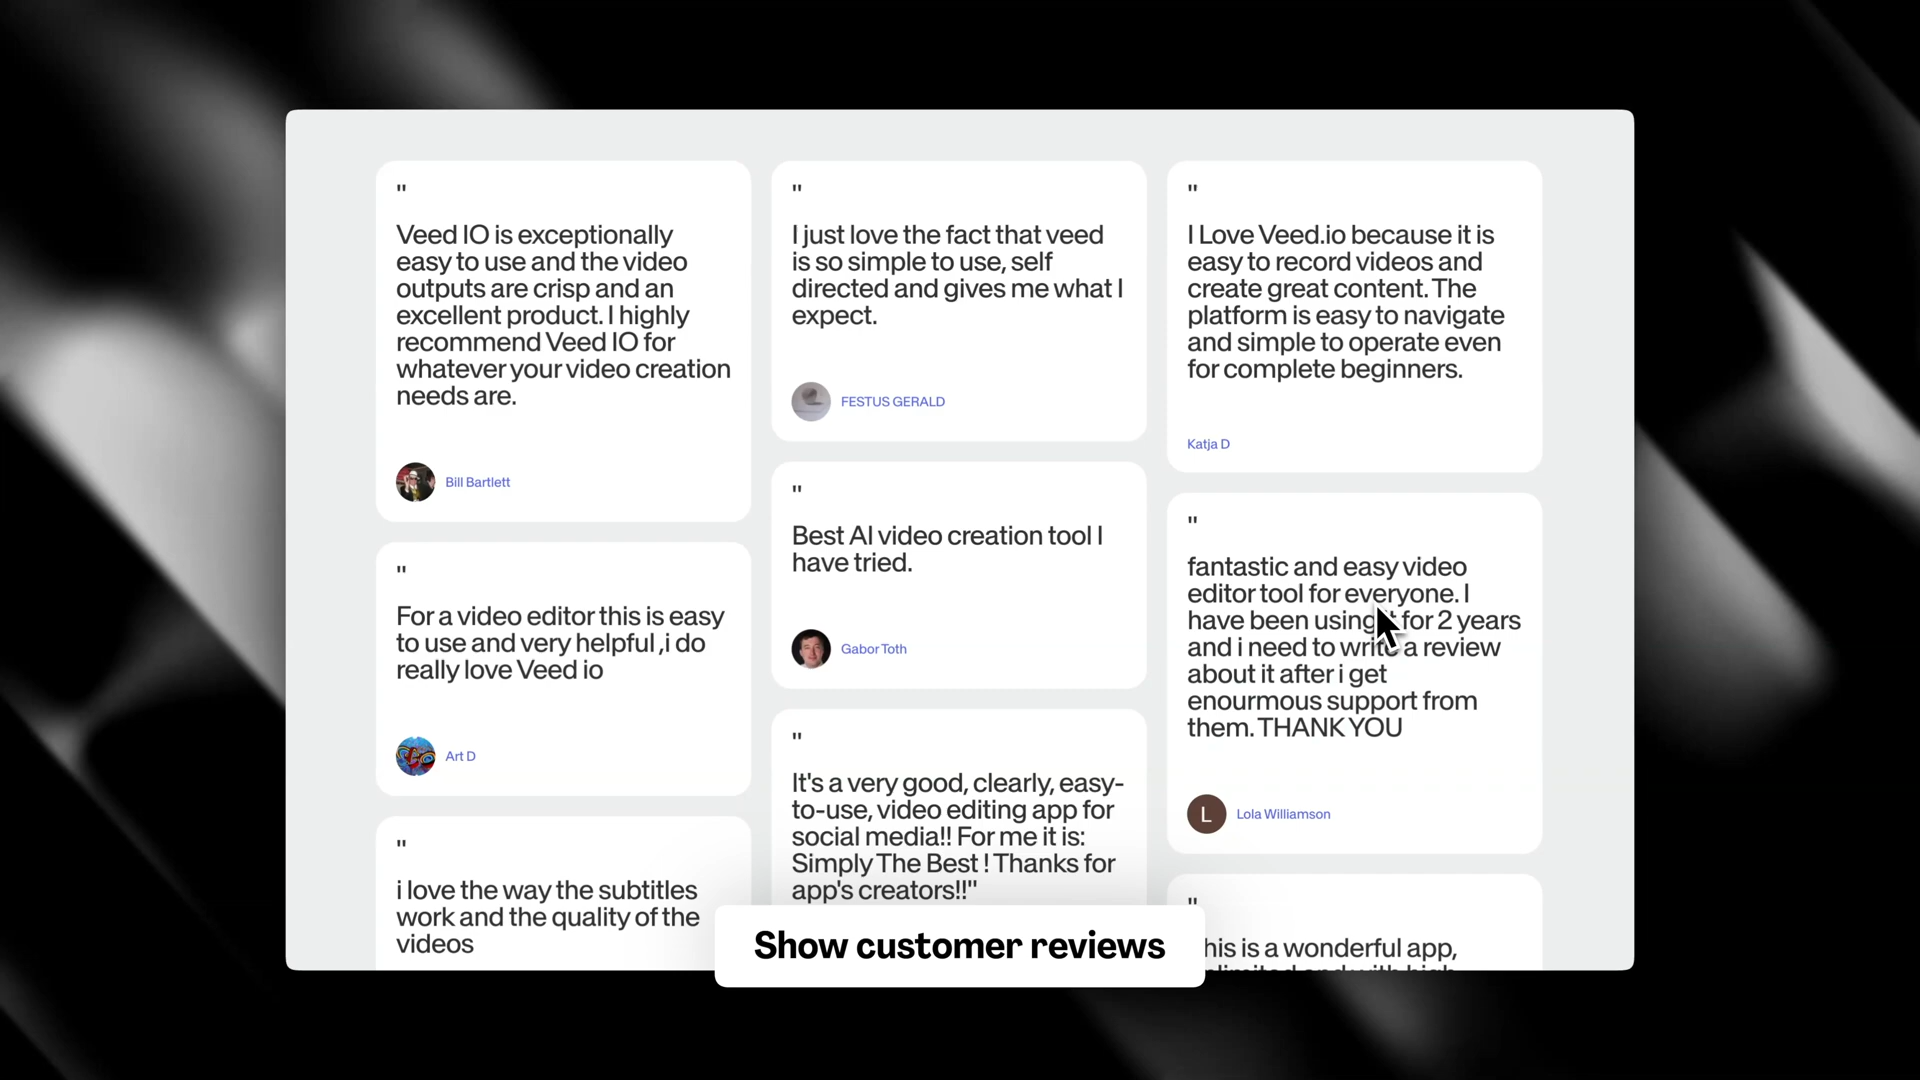 "
Veed IO is exceptionally
easy to use and the video
outputs are crisp and an
excellent product. I highly
recommend Veed IO for
whatever your video creation
needs are.
Bill Bartlett
"
For a video editor this is easy
to use and very helpful ,i do
really love Veed io
Art D
"
i love the way the subtitles
work and the quality of the
videos
"
I just love the fact that veed
is so simple to use, self
directed and gives me what I
expect.
FESTUS GERALD
"
Best AI video creation tool I
have tried.
Gabor Toth
"
It's a very good, clearly, easy-
to-use, video editing app for
social media!! For me it is:
Simply The Best ! Thanks for
app's creators!!"
"
I Love Veed.io because it is
easy to record videos and
create great content. The
platform is easy to navigate
and simple to operate even
for complete beginners.
Katja D
"
fantastic and easy video
editor tool for everyone. I
have been using it for 2 years
and i need to write a review
about it after i get
enourmous support from
them. THANK YOU
L
Lola Williamson
"
is a wonderful app,
and with high
Show customer reviews